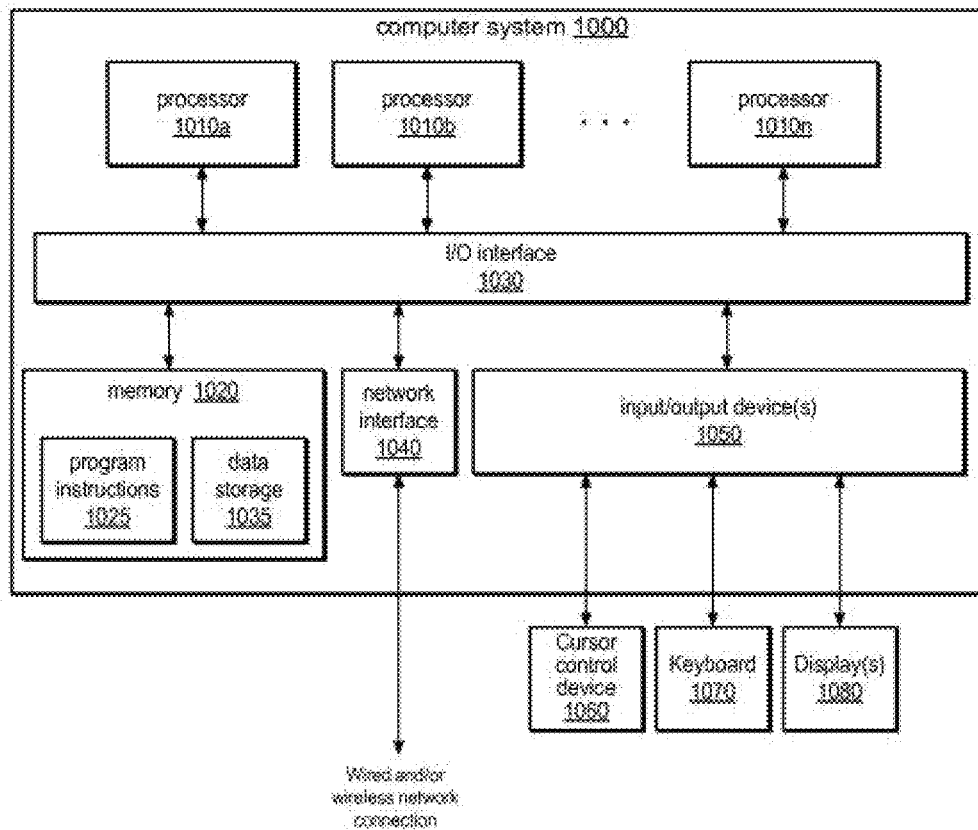 computer system 1000
processor
1010a
processor
1010b
. . .
processor
1010n
I/O interface
1030
memory 1020
program
instructions
1025
data
storage
1035
network
interface
1040
input/output device(s)
1050
Cursor
control
device
1060
Keyboard
1070
Display(s)
1080
Wired and/or
wireless network
connection